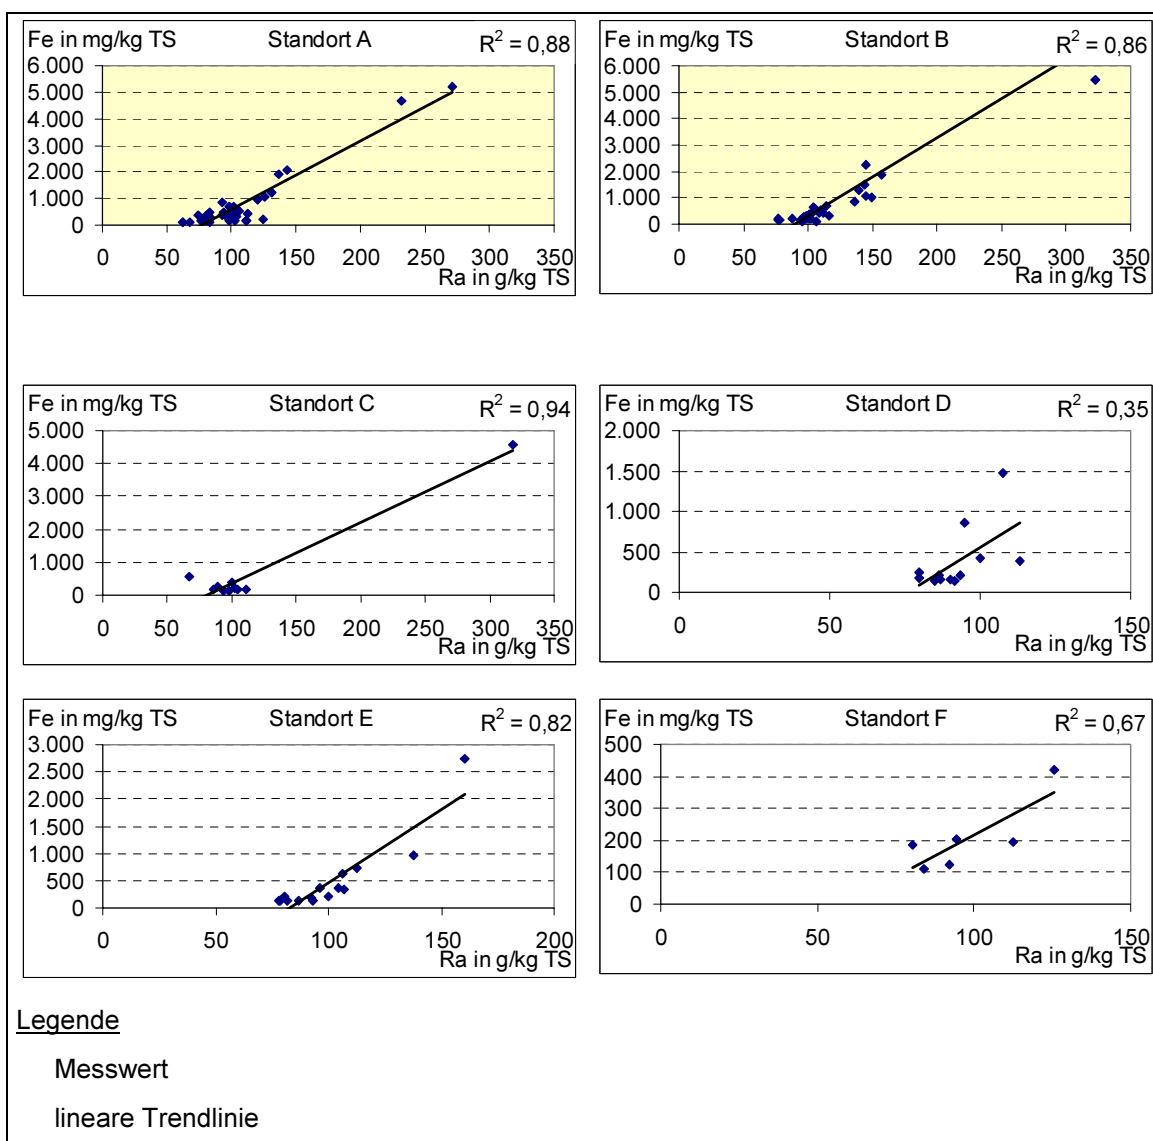 Fe in mg/kg TS Standort A R² = 0,88
6.000
5.000
4.000
3.000
2.000
1.000
0
0 50 100 150 200 250 300 350
Ra in g/kg TS
Fe in mg/kg TS Standort B R² = 0,86
6.000
5.000
4.000
3.000
2.000
1.000
0
0 50 100 150 200 250 300 350
Ra in g/kg TS
Fe in mg/kg TS Standort C R² = 0,94
5.000
4.000
3.000
2.000
1.000
0
0 50 100 150 200 250 300 350
Ra in g/kg TS
Fe in mg/kg TS Standort D R² = 0,35
2.000
1.500
1.000
500
0
0 50 100 150
Ra in g/kg TS
Fe in mg/kg TS Standort E R² = 0,82
3.000
2.500
2.000
1.500
1.000
500
0
0 50 100 150 200
Ra in g/kg TS
Fe in mg/kg TS Standort F R² = 0,67
500
400
300
200
100
0
0 50 100 150
Ra in g/kg TS
Legende
Messwert
lineare Trendlinie